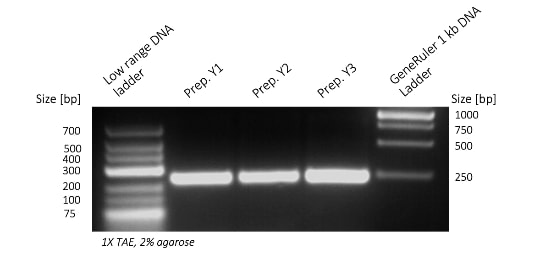 Low range DNA
ladder
Prep. Y1
Prep. Y2
Prep. Y3
GeneRuler 1 kb DNA
Ladder
Size [bp]
700
500
400
300
200
100
75
Size [bp]
1000
750
500
250
1X TAE, 2% agarose